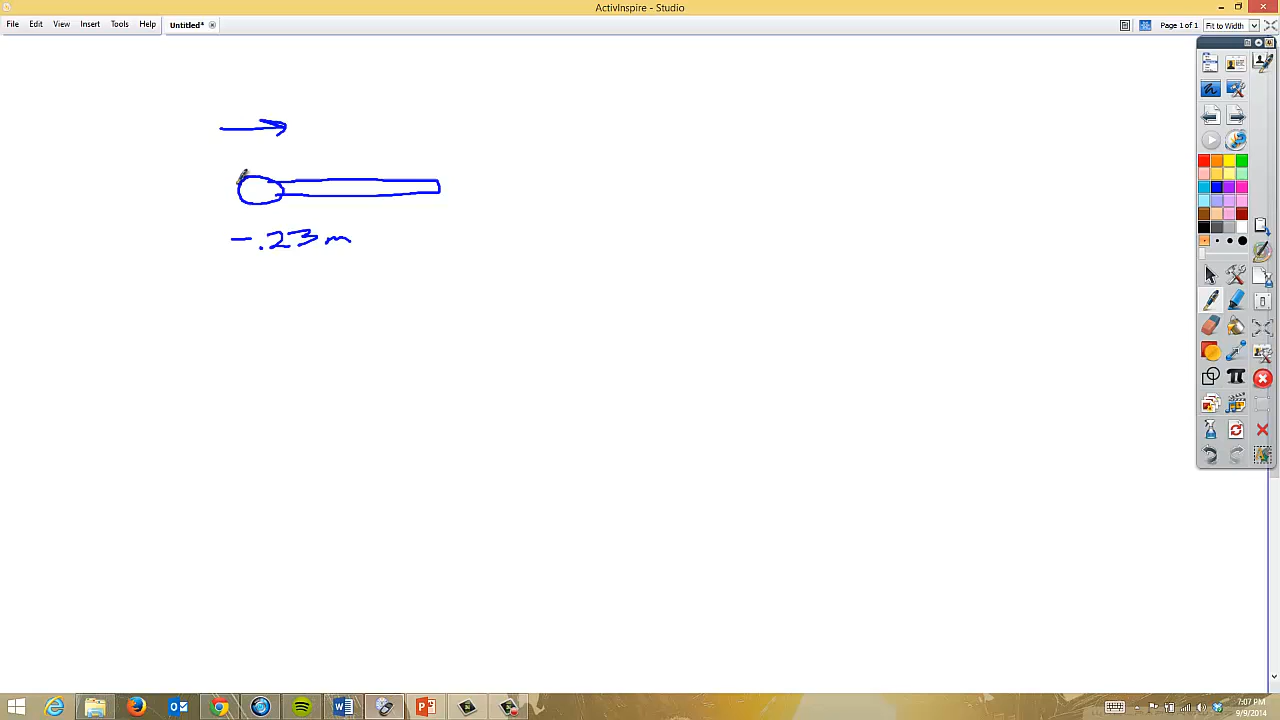 ActivInspire - Studio
File Edit View Insert Tools Help Untitled* Page 1 of 1 Fit to Width
-.23 m
7:07 PM
9/9/2014